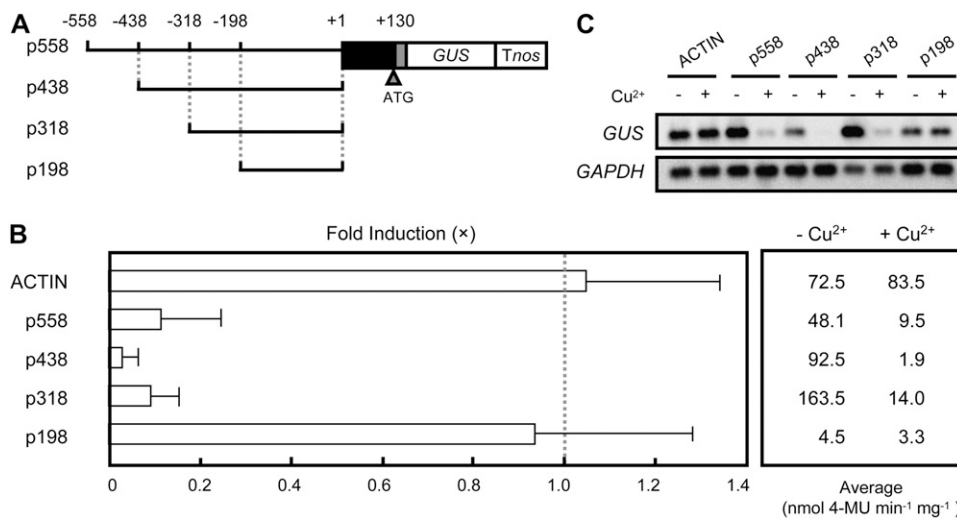 A
-558 -438 -318 -198 +1 +130
p558
GUS Tnos
ATG
p438
p318
p198
C
ACTIN p558 p438 p318 p198
Cu²⁺ - + - + - + - + - +
GUS
GAPDH
B
Fold Induction (×)
ACTIN
p558
p438
p318
p198
0 0.2 0.4 0.6 0.8 1.0 1.2 1.4
- Cu²⁺ + Cu²⁺
72.5 83.5
48.1 9.5
92.5 1.9
163.5 14.0
4.5 3.3
Average
(nmol 4-MU min⁻¹ mg⁻¹)